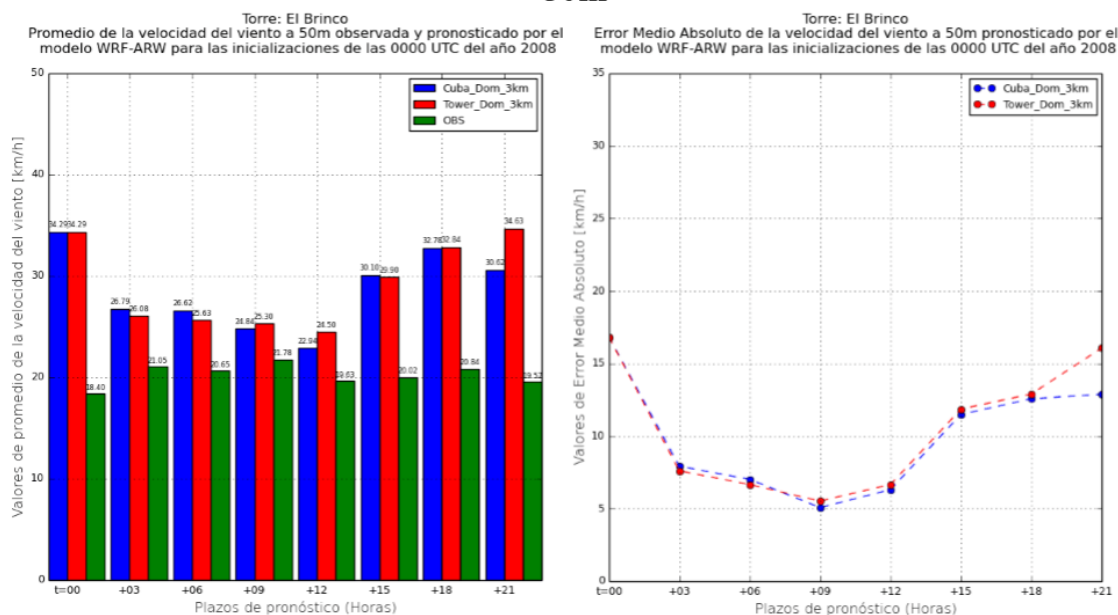 50m
Torre: El Brinco
Promedio de la velocidad del viento a 50m observada y pronosticado por el
modelo WRF-ARW para las inicializaciones de las 0000 UTC del año 2008
Valores de promedio de la velocidad del viento [km/h]
50
40
30
20
10
0
Cuba_Dom_3km
Tower_Dom_3km
OBS
34.29 34.29 18.40
26.79 26.08 21.05
26.62 25.63 20.65
24.84 25.30 21.78
22.94 24.50 19.63
30.10 29.90 20.02
32.78 32.84 20.84
30.62 34.63 19.52
t=00 +03 +06 +09 +12 +15 +18 +21
Plazos de pronóstico (Horas)
Torre: El Brinco
Error Medio Absoluto de la velocidad del viento a 50m pronosticado por el
modelo WRF-ARW para las inicializaciones de las 0000 UTC del año 2008
Valores de Error Medio Absoluto [km/h]
35
30
25
20
15
10
5
0
Cuba_Dom_3km
Tower_Dom_3km
t=00 +03 +06 +09 +12 +15 +18 +21
Plazos de pronóstico (Horas)